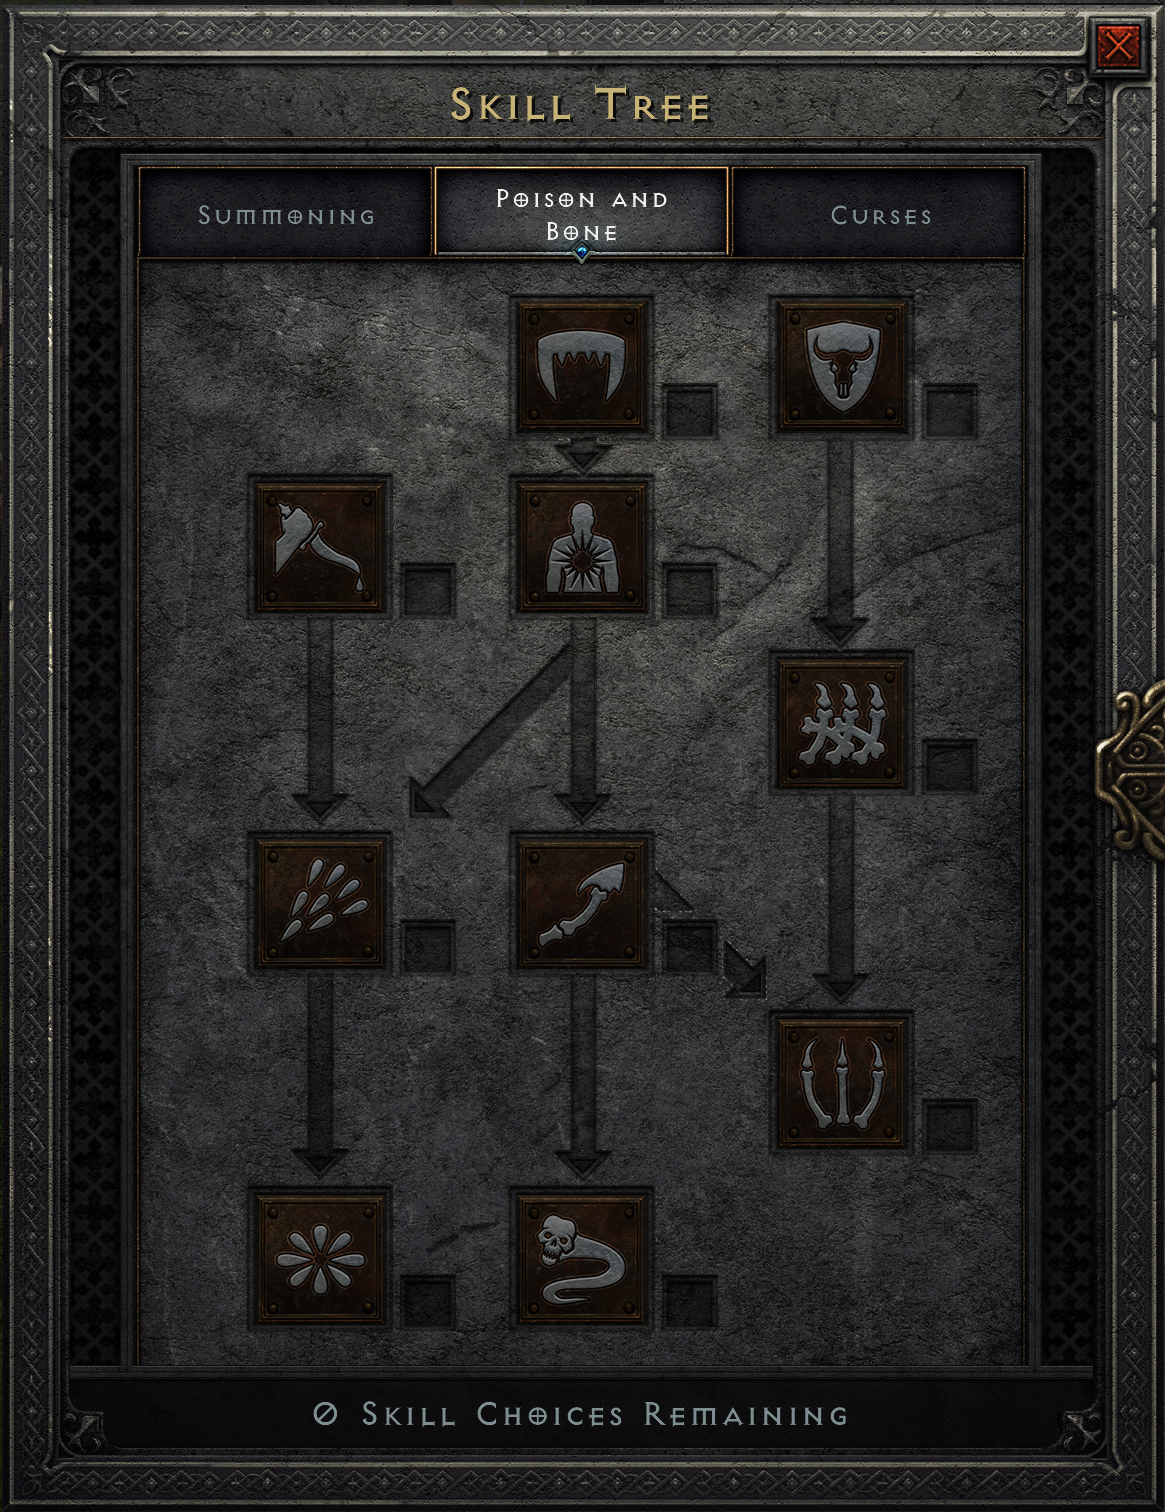 Skill Tree
Summoning
Poison and
Bone
Curses
0 Skill Choices Remaining